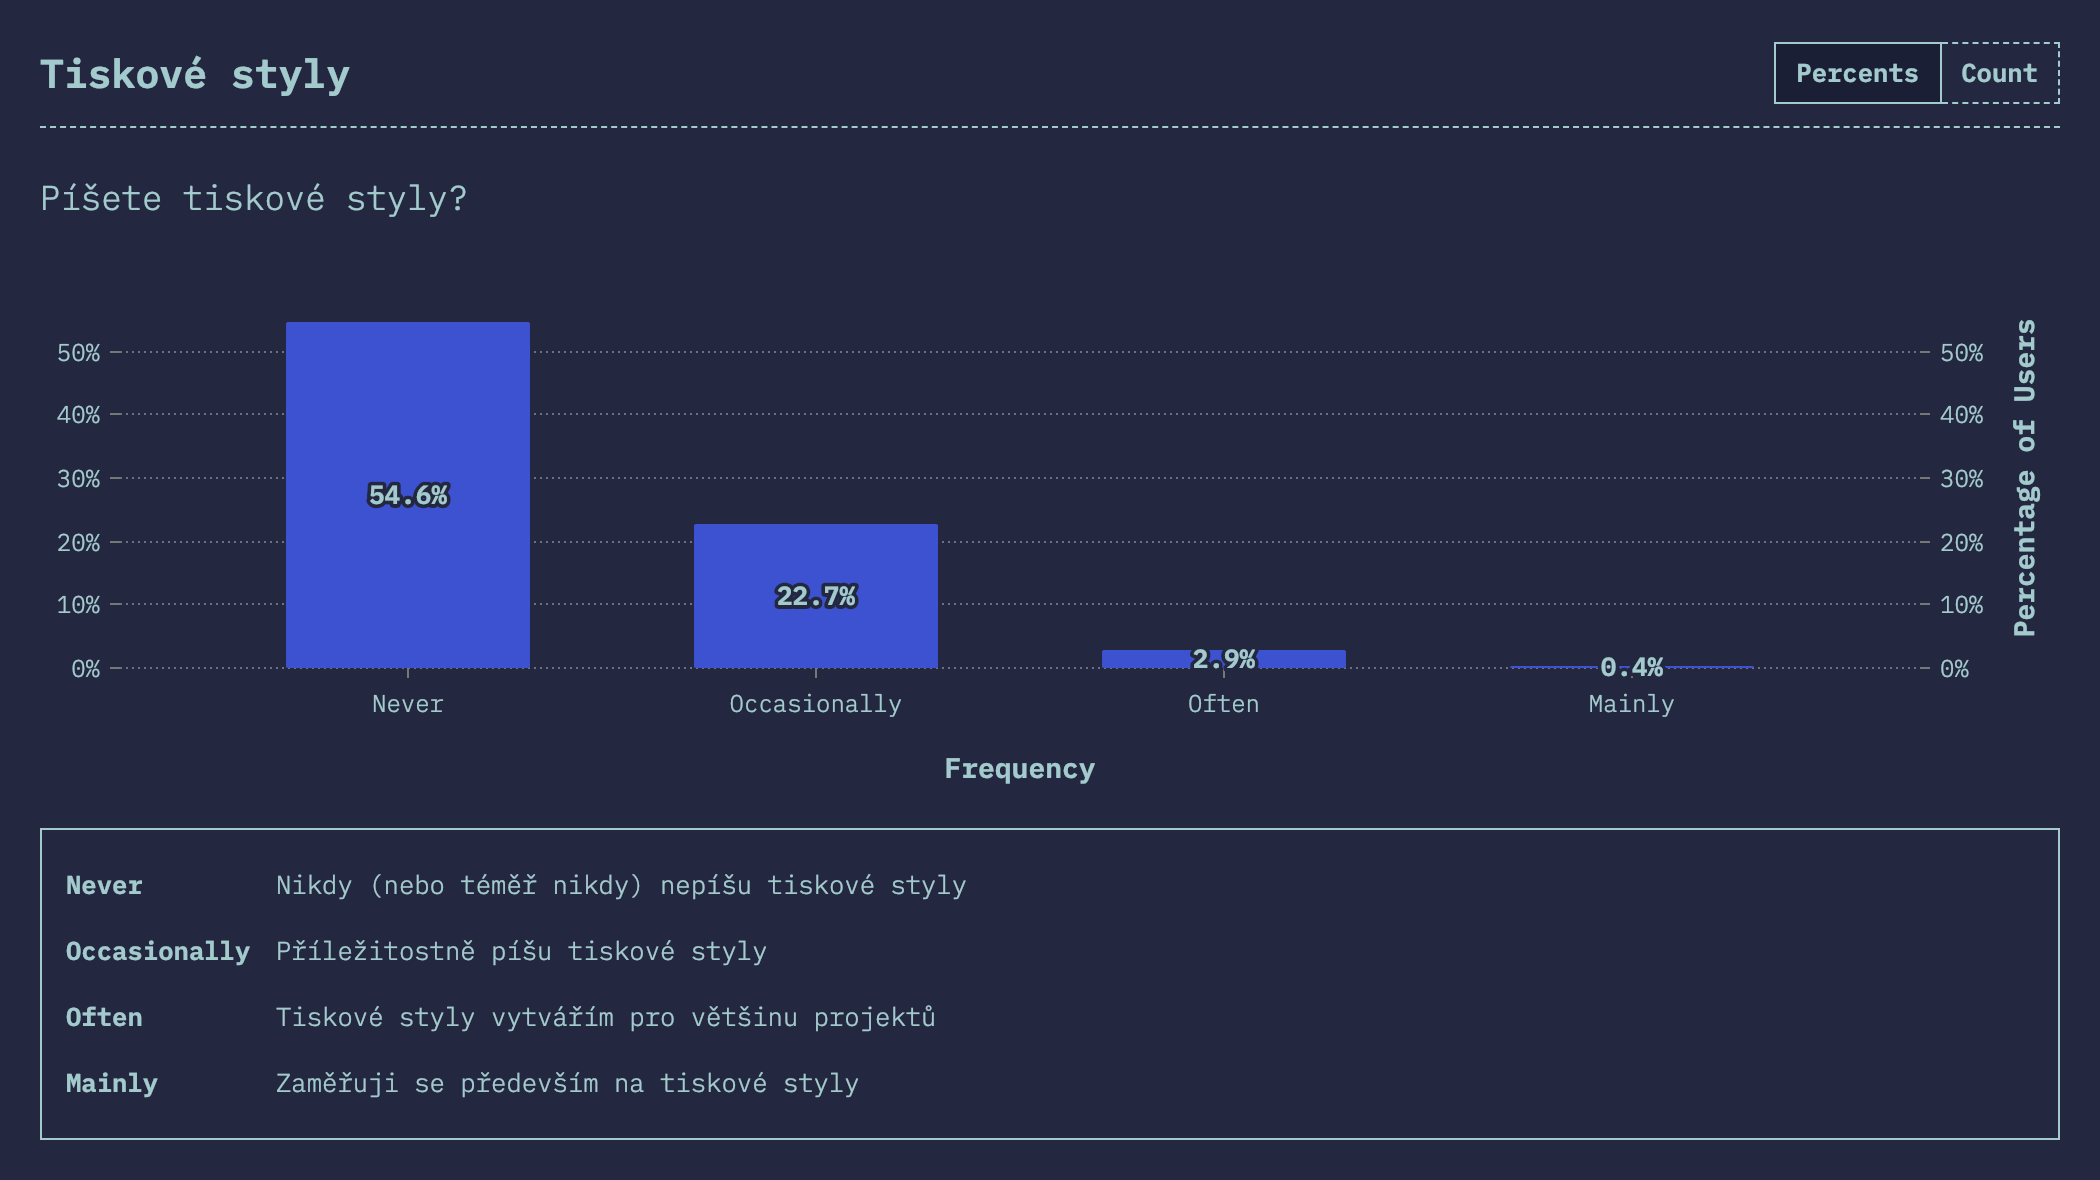 Tiskové styly
Percents Count
Píšete tiskové styly?
50% 50%
40% 40%
30% 30%
20% 20%
10% 10%
0% 0%
54.6%
22.7%
2.9%
0.4%
Never Occasionally Often Mainly
Frequency
Percentage of Users
Never Nikdy (nebo téměř nikdy) nepíšu tiskové styly
Occasionally Příležitostně píšu tiskové styly
Often Tiskové styly vytvářím pro většinu projektů
Mainly Zaměřuji se především na tiskové styly